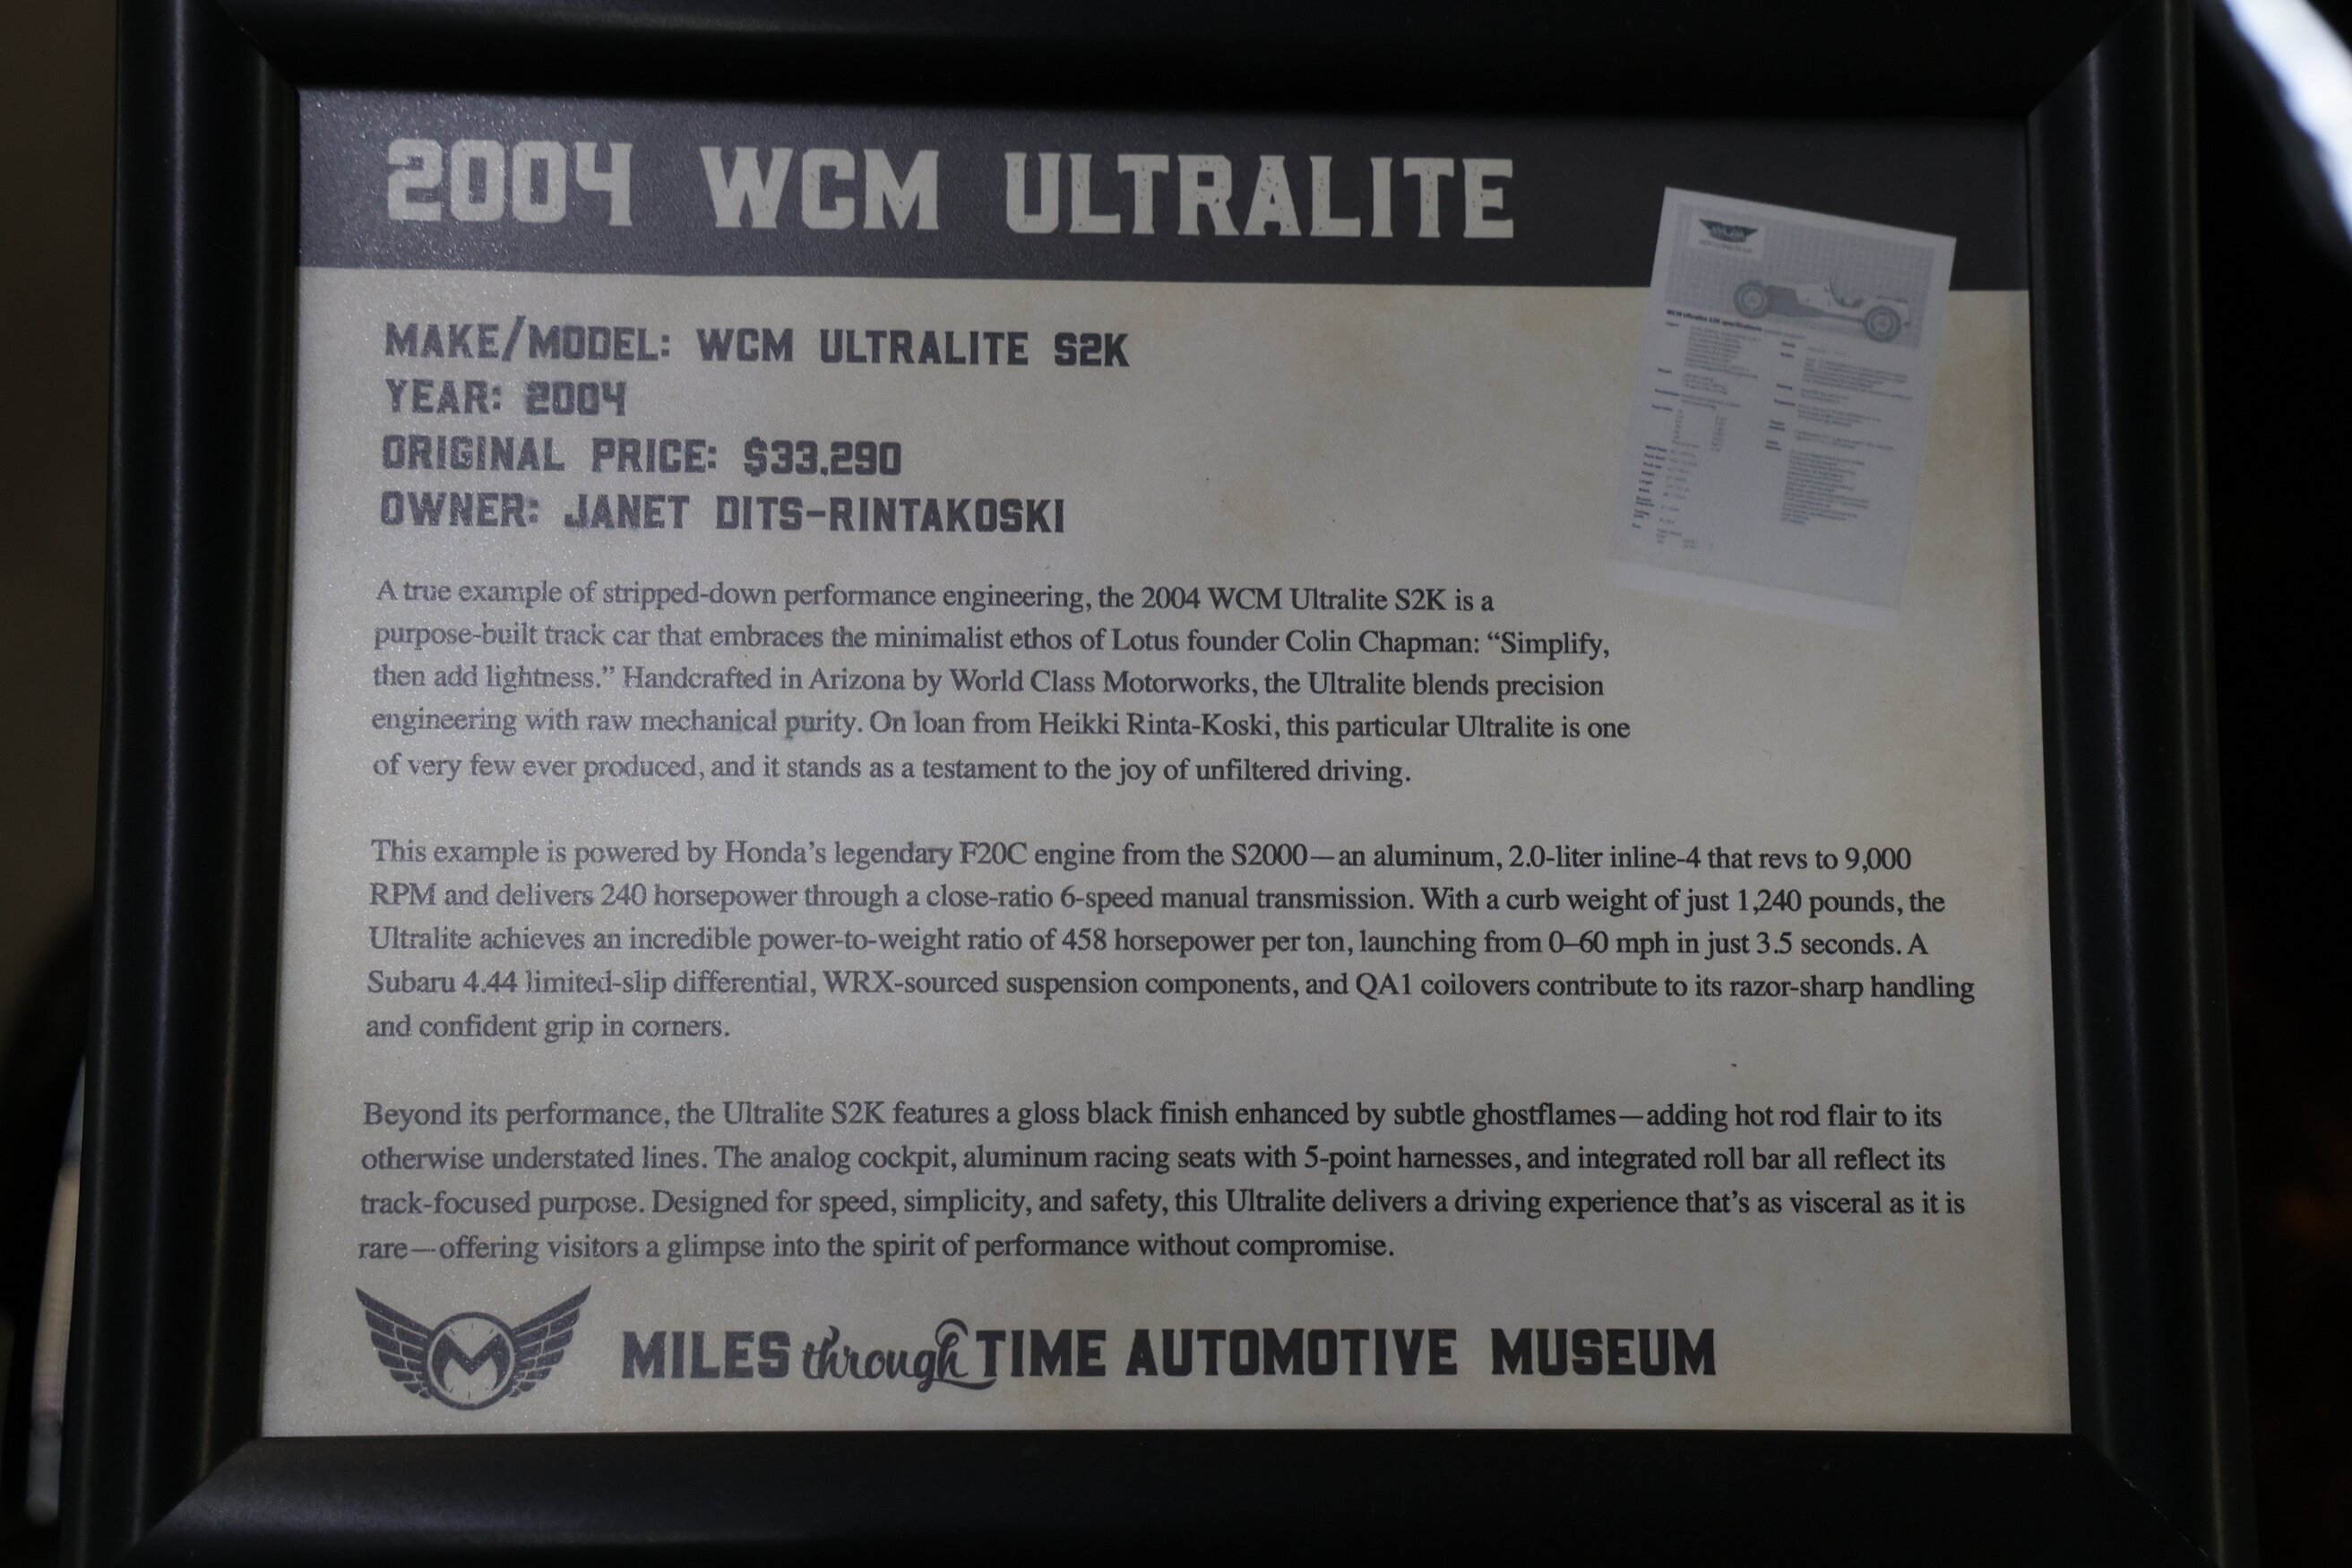 2004 WCM ULTRALITE
MAKE/MODEL: WCM ULTRALITE S2K
YEAR: 2004
ORIGINAL PRICE: $33,290
OWNER: JANET DITS-RINTAKOSKI
A true example of stripped-down performance engineering, the 2004 WCM Ultralite S2K is a
purpose-built track car that embraces the minimalist ethos of Lotus founder Colin Chapman: “Simplify,
then add lightness.” Handcrafted in Arizona by World Class Motorworks, the Ultralite blends precision
engineering with raw mechanical purity. On loan from Heikki Rinta-Koski, this particular Ultralite is one
of very few ever produced, and it stands as a testament to the joy of unfiltered driving.
This example is powered by Honda’s legendary F20C engine from the S2000—an aluminum, 2.0-liter inline-4 that revs to 9,000
RPM and delivers 240 horsepower through a close-ratio 6-speed manual transmission. With a curb weight of just 1,240 pounds, the
Ultralite achieves an incredible power-to-weight ratio of 458 horsepower per ton, launching from 0–60 mph in just 3.5 seconds. A
Subaru 4.44 limited-slip differential, WRX-sourced suspension components, and QA1 coilovers contribute to its razor-sharp handling
and confident grip in corners.
Beyond its performance, the Ultralite S2K features a gloss black finish enhanced by subtle ghostflames—adding hot rod flair to its
otherwise understated lines. The analog cockpit, aluminum racing seats with 5-point harnesses, and integrated roll bar all reflect its
track-focused purpose. Designed for speed, simplicity, and safety, this Ultralite delivers a driving experience that’s as visceral as it is
rare—offering visitors a glimpse into the spirit of performance without compromise.
M MILES through TIME AUTOMOTIVE MUSEUM
WCM Ultralite S2K specifications